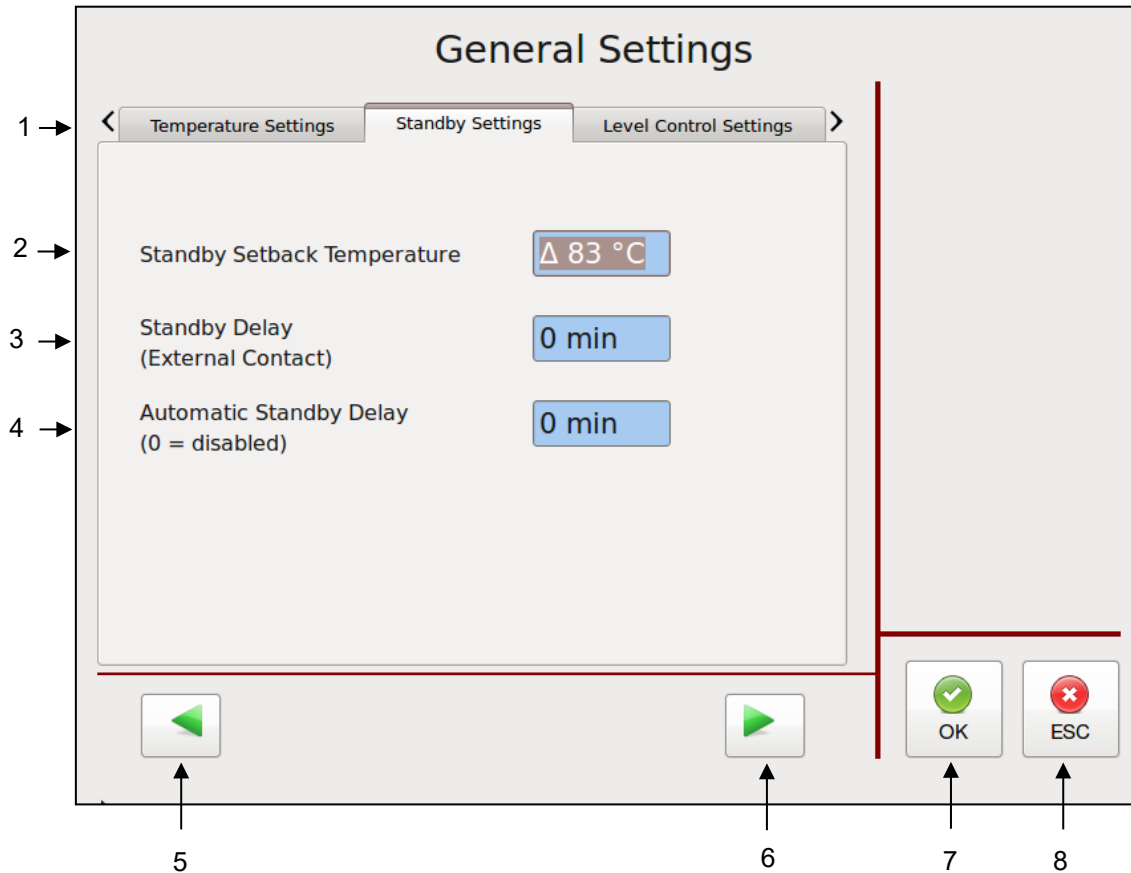 General Settings
1 Temperature Settings Standby Settings Level Control Settings
2 Standby Setback Temperature Δ 83 °C
3 Standby Delay 0 min
(External Contact)
4 Automatic Standby Delay 0 min
(0 = disabled)
OK ESC
5 6 7 8